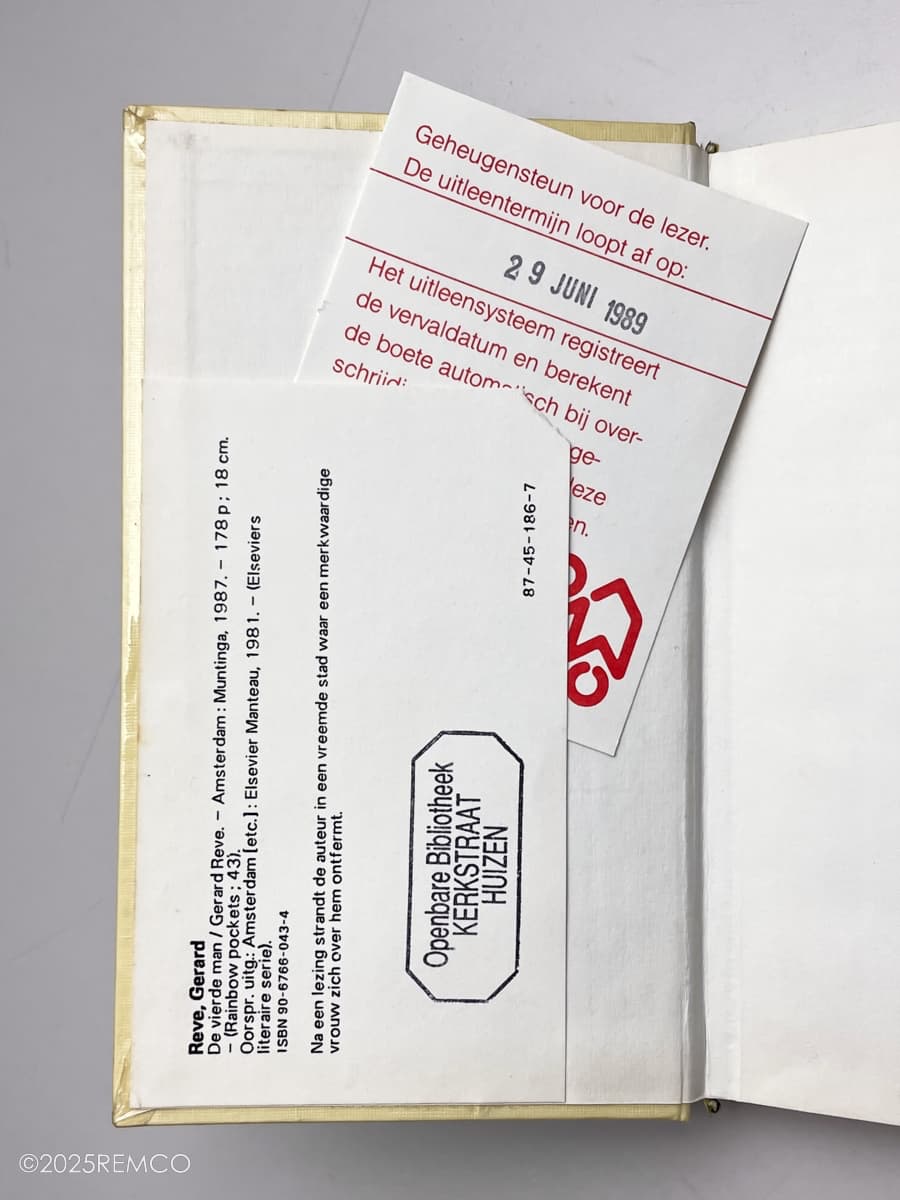 Geheugensteun voor de lezer.
De uitleentermijn loopt af op:
29 JUNI 1989
Het uitleensysteem registreert
de vervaldatum en berekent
de boete automatisch bij over-
ge-
en.
Reve, Gerard
De vierde man / Gerard Reve. – Amsterdam : Muntinga, 1987. – 178 p ; 18 cm.
– (Rainbow pockets ; 43).
Oorspr. uitg.: Amsterdam [etc.] : Elsevier Manteau, 1981. – (Elseviers
literaire serie).
ISBN 90-6766-043-4
Na een lezing strandt de auteur in een vreemde stad waar een merkwaardige
vrouw zich over hem ontfermt.
87-45-186-7
Openbare Bibliotheek
KERKSTRAAT
HUIZEN
©2025REMCO